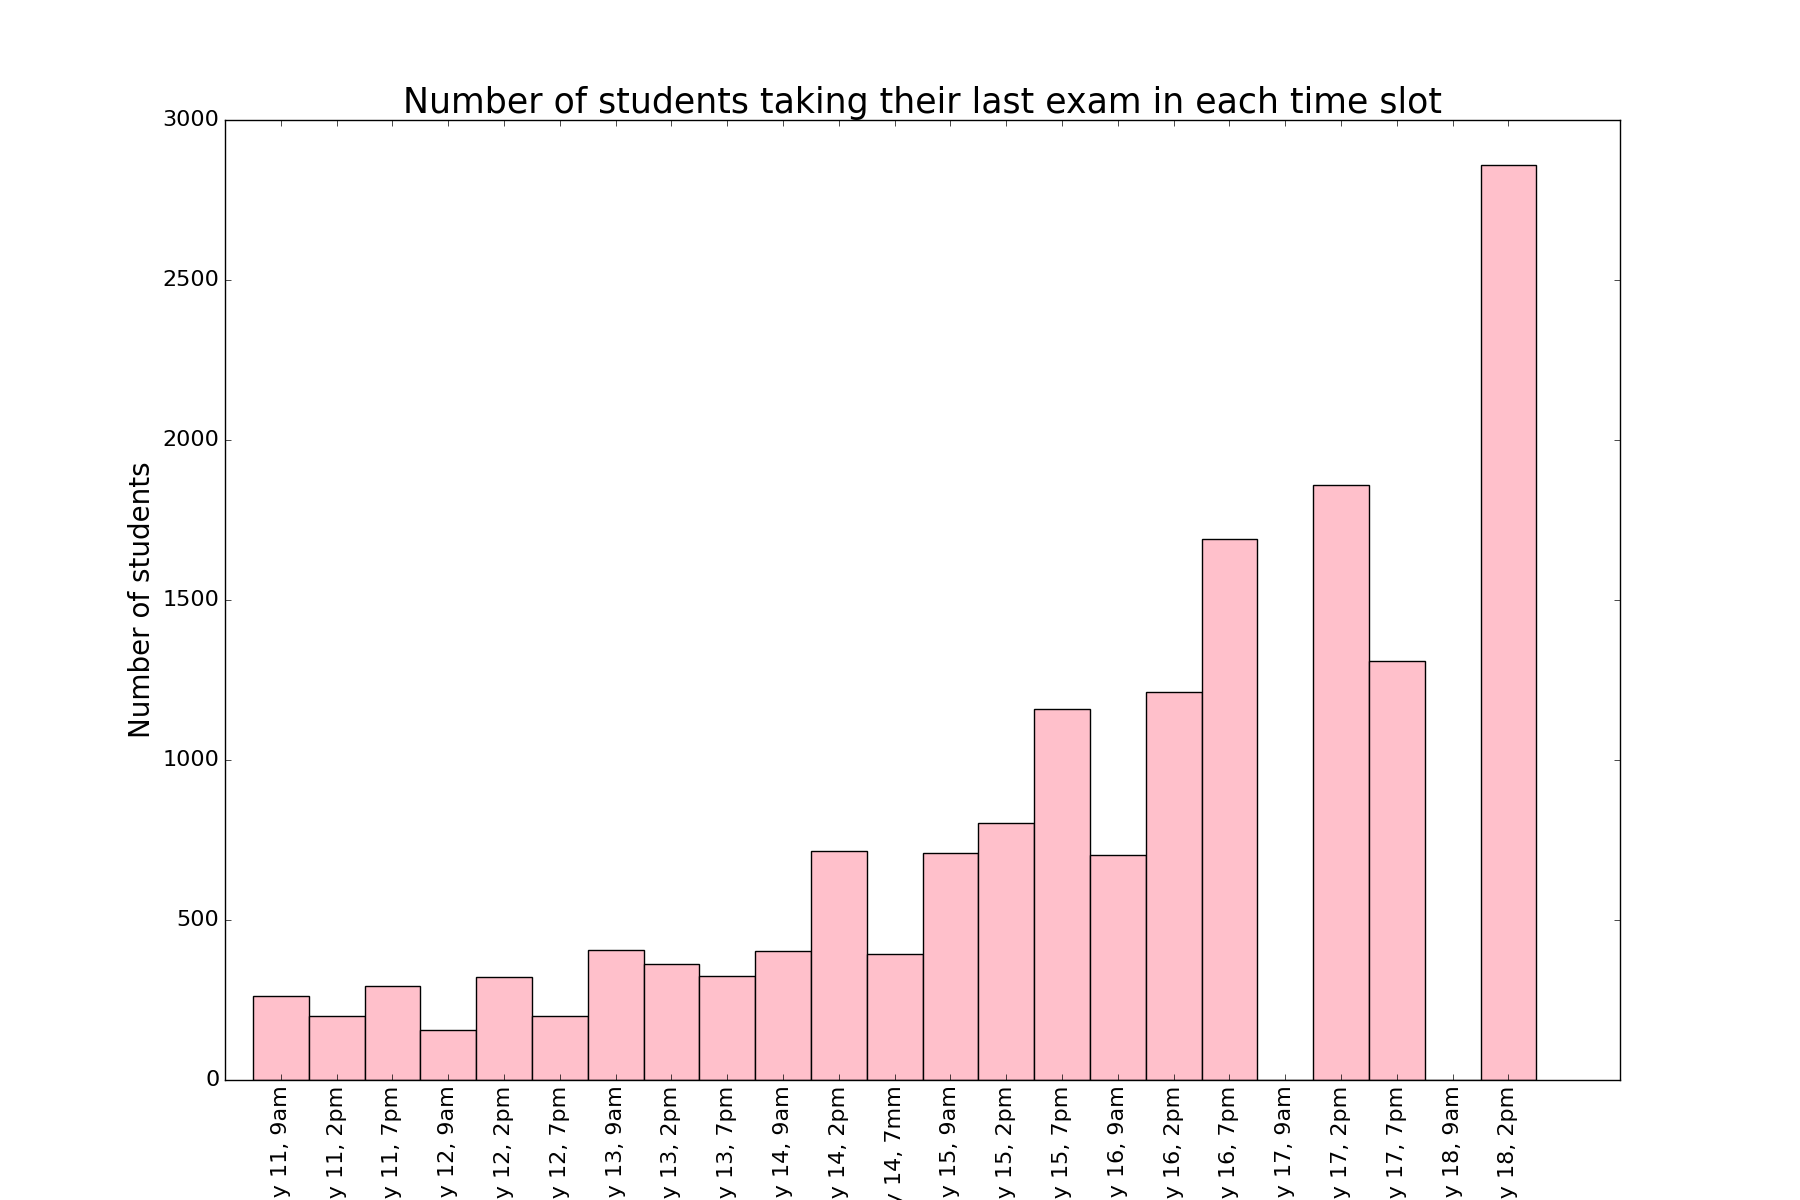 Number of students taking their last exam in each time slot
Number of students
3000
2500
2000
1500
1000
500
0
y 11, 9am
y 11, 2pm
y 11, 7pm
y 12, 9am
y 12, 2pm
y 12, 7pm
y 13, 9am
y 13, 2pm
y 13, 7pm
y 14, 9am
y 14, 2pm
y 14, 7mm
y 15, 9am
y 15, 2pm
y 15, 7pm
y 16, 9am
y 16, 2pm
y 16, 7pm
y 17, 9am
y 17, 2pm
y 17, 7pm
y 18, 9am
y 18, 2pm